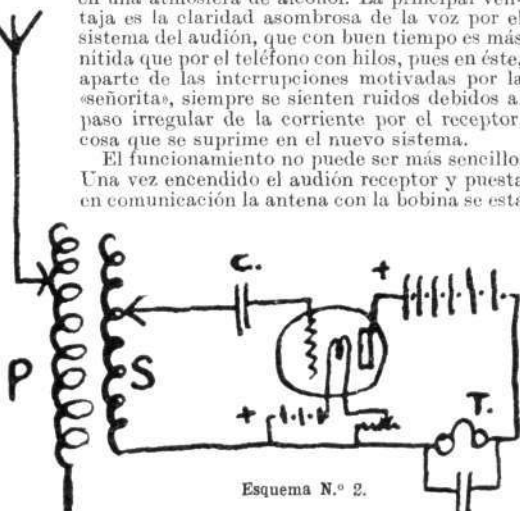 en una atmósfera de alcohol. La principal ven-
taja es la claridad asombrosa de la voz por el
sistema del audión, que con buen tiempo es más
nítida que por el teléfono con hilos, pues en éste,
aparte de las interrupciones motivadas por la
«señorita», siempre se sienten ruidos debidos a
paso irregular de la corriente por el receptor
cosa que se suprime en el nuevo sistema.
El funcionamiento no puede ser más sencillo
Una vez encendido el audión receptor y puesta
en comunicación la antena con la bobina se esta
C.
+
P
S
+
T.
Esquema N.º 2.